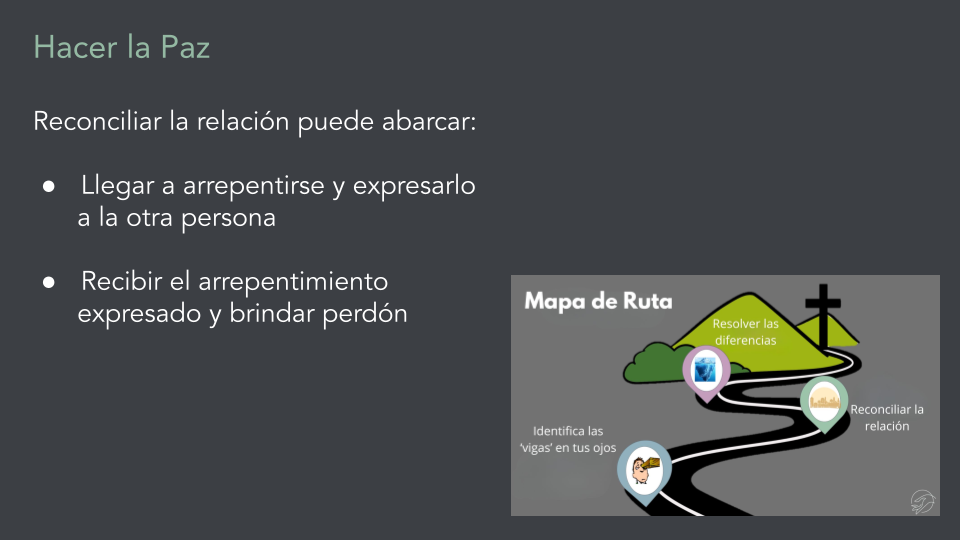 Hacer la Paz
Reconciliar la relación puede abarcar:
● Llegar a arrepentirse y expresarlo
a la otra persona
● Recibir el arrepentimiento
expresado y brindar perdón
Mapa de Ruta
Resolver las
diferencias
Reconciliar la
relación
Identifica las
‘vigas’ en tus ojos